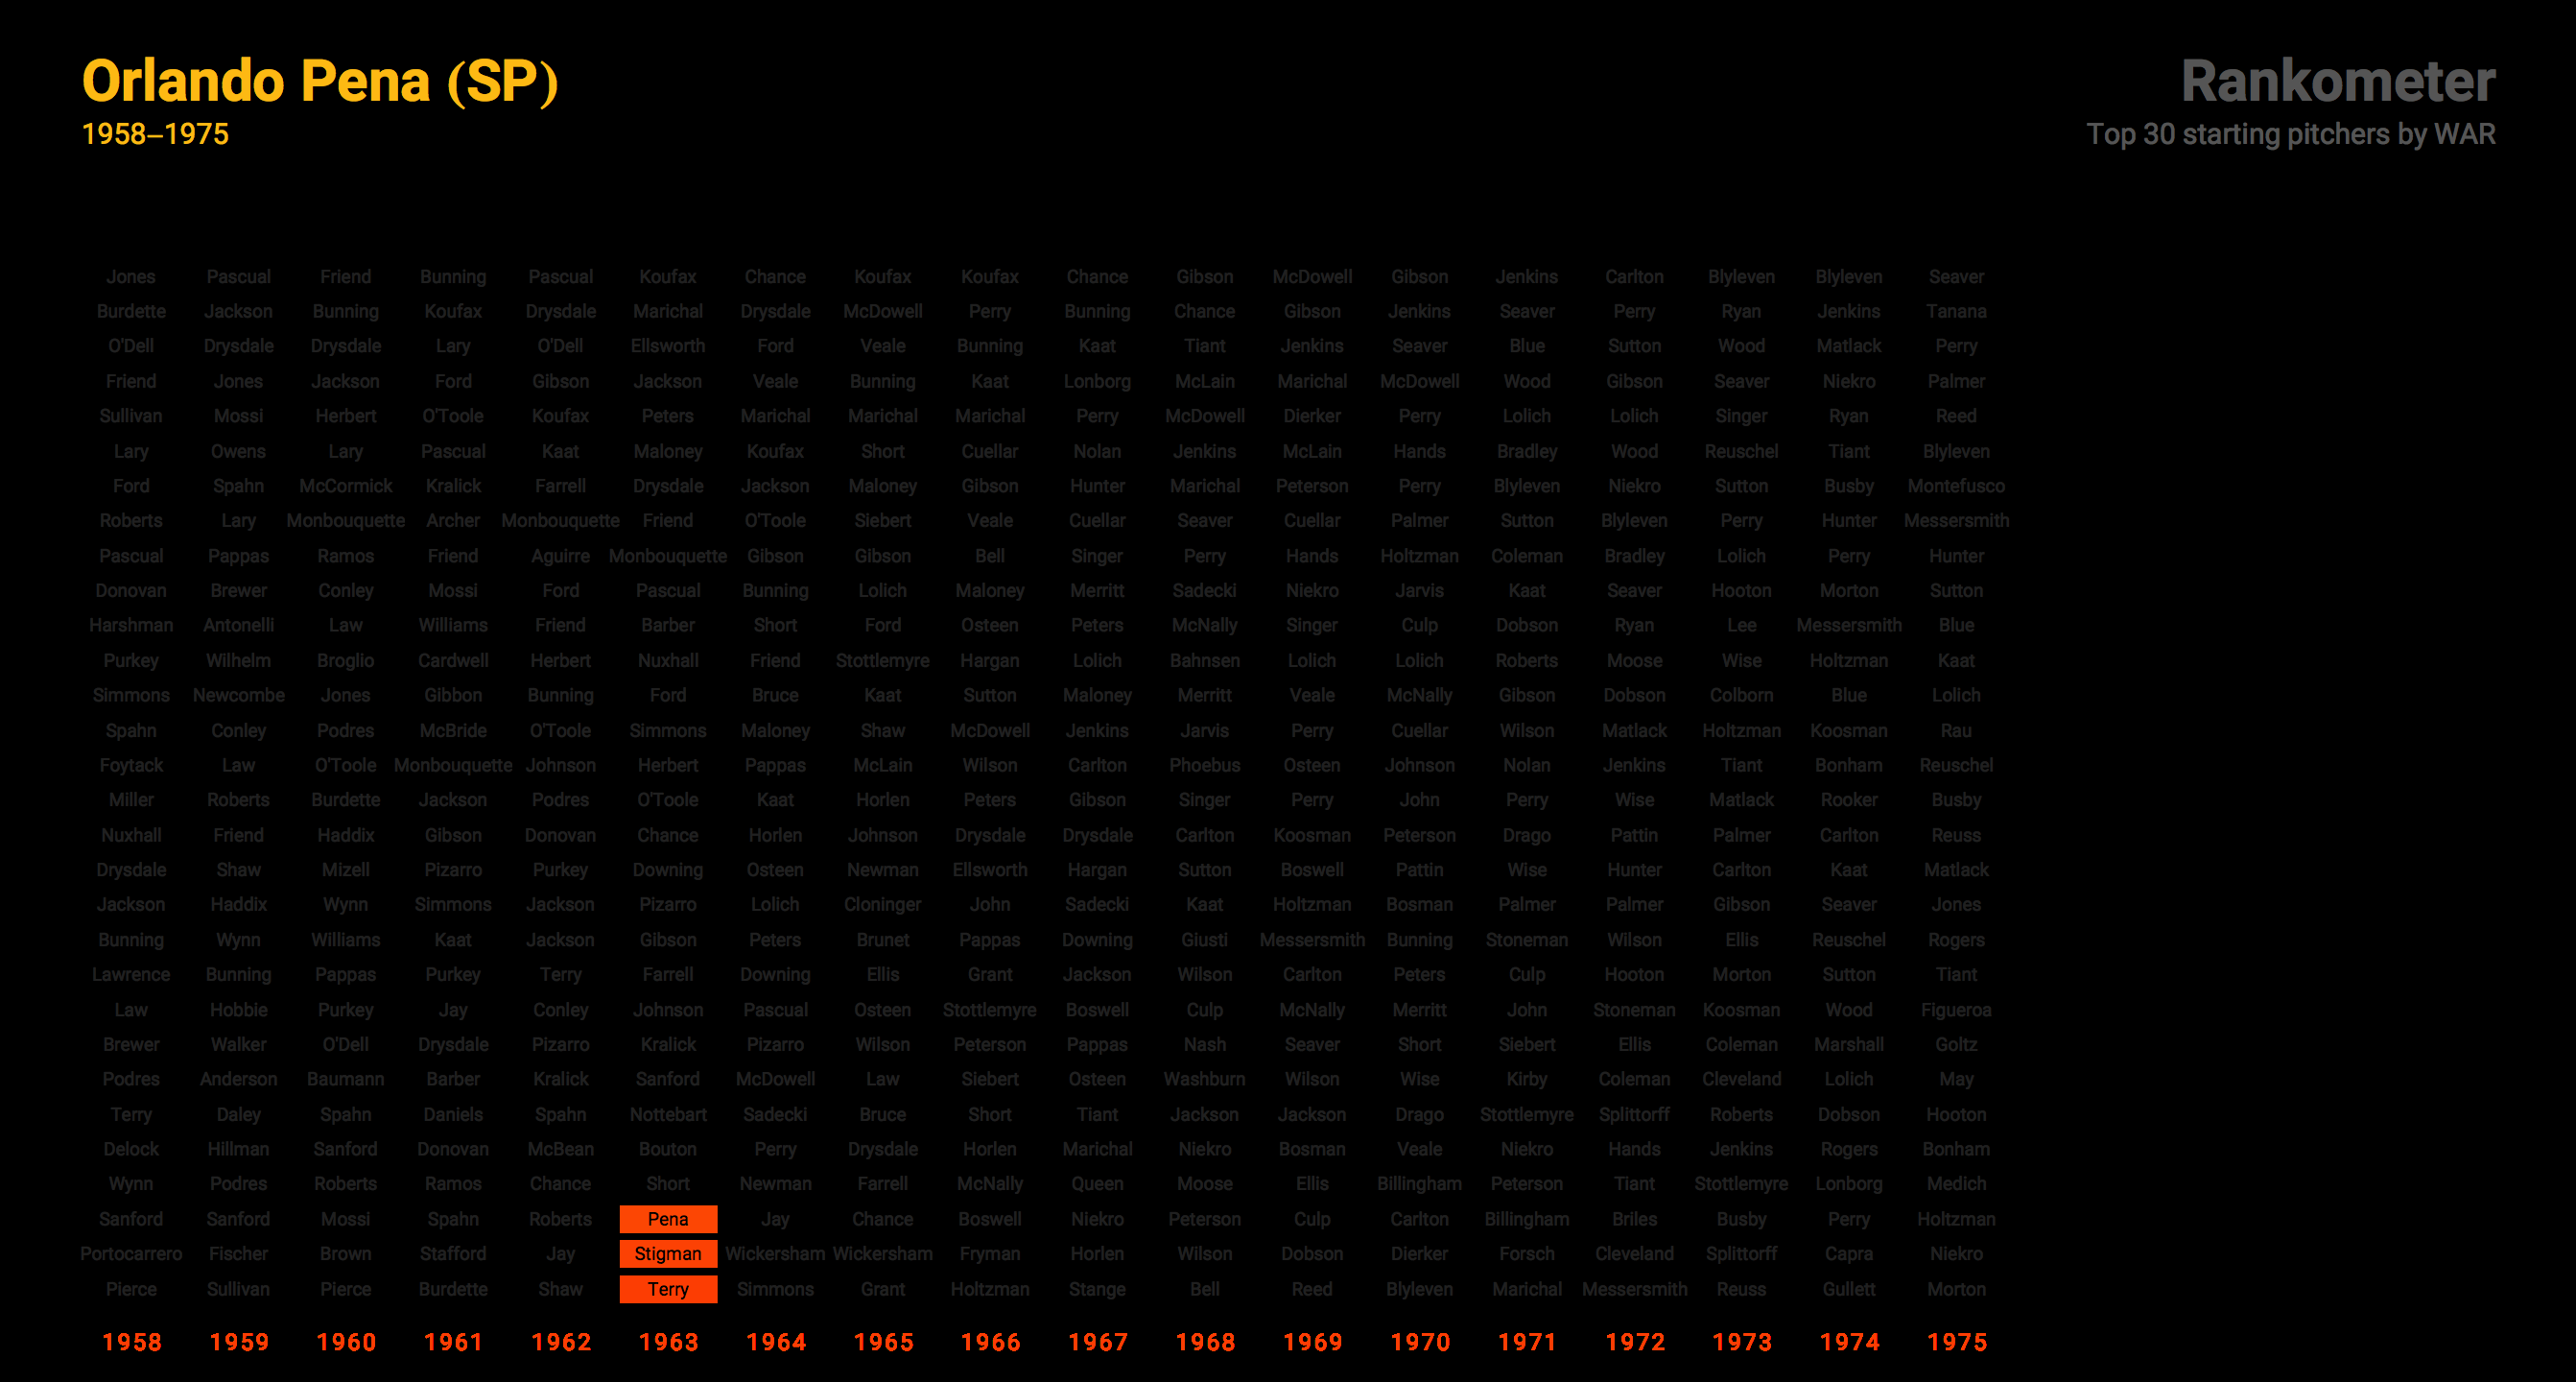 Orlando Pena (SP)
1958–1975
Rankometer
Top 30 starting pitchers by WAR
Jones Pascual Friend Bunning Pascual Koufax Chance Koufax Koufax Chance Gibson McDowell Gibson Jenkins Carlton Blyleven Blyleven Seaver
Burdette Jackson Bunning Koufax Drysdale Marichal Drysdale McDowell Perry Bunning Chance Gibson Jenkins Seaver Perry Ryan Jenkins Tanana
O'Dell Drysdale Drysdale Lary O'Dell Ellsworth Ford Veale Bunning Kaat Tiant Jenkins Seaver Blue Sutton Wood Matlack Perry
Friend Jones Jackson Ford Gibson Jackson Veale Bunning Kaat Lonborg McLain Marichal McDowell Wood Gibson Seaver Niekro Palmer
Sullivan Mossi Herbert O'Toole Koufax Peters Marichal Marichal Marichal Perry McDowell Dierker Perry Lolich Lolich Singer Ryan Reed
Lary Owens Lary Pascual Kaat Maloney Koufax Short Cuellar Nolan Jenkins McLain Hands Bradley Wood Reuschel Tiant Blyleven
Ford Spahn McCormick Kralick Farrell Drysdale Jackson Maloney Gibson Hunter Marichal Peterson Perry Blyleven Niekro Sutton Busby Montefusco
Roberts Lary Monbouquette Archer Monbouquette Friend O'Toole Siebert Veale Cuellar Seaver Cuellar Palmer Sutton Blyleven Perry Hunter Messersmith
Pascual Pappas Ramos Friend Aguirre Monbouquette Gibson Gibson Bell Singer Perry Hands Holtzman Coleman Bradley Lolich Perry Hunter
Donovan Brewer Conley Mossi Ford Pascual Bunning Lolich Maloney Merritt Sadecki Niekro Jarvis Kaat Seaver Hooton Morton Sutton
Harshman Antonelli Law Williams Friend Barber Short Ford Osteen Peters McNally Singer Culp Dobson Ryan Lee Messersmith Blue
Purkey Wilhelm Broglio Cardwell Herbert Nuxhall Friend Stottlemyre Hargan Lolich Bahnsen Lolich Lolich Roberts Moose Wise Holtzman Kaat
Simmons Newcombe Jones Gibbon Bunning Ford Bruce Kaat Sutton Maloney Merritt Veale McNally Gibson Dobson Colborn Blue Lolich
Spahn Conley Podres McBride O'Toole Simmons Maloney Shaw McDowell Jenkins Jarvis Perry Cuellar Wilson Matlack Holtzman Koosman Rau
Foytack Law O'Toole Monbouquette Johnson Herbert Pappas McLain Wilson Carlton Phoebus Osteen Johnson Nolan Jenkins Tiant Bonham Reuschel
Miller Roberts Burdette Jackson Podres O'Toole Kaat Horlen Peters Gibson Singer Perry John Perry Wise Matlack Rooker Busby
Nuxhall Friend Haddix Gibson Donovan Chance Horlen Johnson Drysdale Drysdale Carlton Koosman Peterson Drago Pattin Palmer Carlton Reuss
Drysdale Shaw Mizell Pizarro Purkey Downing Osteen Newman Ellsworth Hargan Sutton Boswell Pattin Wise Hunter Carlton Kaat Matlack
Jackson Haddix Wynn Simmons Jackson Pizarro Lolich Cloninger John Sadecki Kaat Holtzman Bosman Palmer Palmer Gibson Seaver Jones
Bunning Wynn Williams Kaat Jackson Gibson Peters Brunet Pappas Downing Giusti Messersmith Bunning Stoneman Wilson Ellis Reuschel Rogers
Lawrence Bunning Pappas Purkey Terry Farrell Downing Ellis Grant Jackson Wilson Carlton Peters Culp Hooton Morton Sutton Tiant
Law Hobbie Purkey Jay Conley Johnson Pascual Osteen Stottlemyre Boswell Culp McNally Merritt John Stoneman Koosman Wood Figueroa
Brewer Walker O'Dell Drysdale Pizarro Kralick Pizarro Wilson Peterson Pappas Nash Seaver Short Siebert Ellis Coleman Marshall Goltz
Podres Anderson Baumann Barber Kralick Sanford McDowell Law Siebert Osteen Washburn Wilson Wise Kirby Coleman Cleveland Lolich May
Terry Daley Spahn Daniels Spahn Nottebart Sadecki Bruce Short Tiant Jackson Jackson Drago Stottlemyre Splittorff Roberts Dobson Hooton
Delock Hillman Sanford Donovan McBean Bouton Perry Drysdale Horlen Marichal Niekro Bosman Veale Niekro Hands Jenkins Rogers Bonham
Wynn Podres Roberts Ramos Chance Short Newman Farrell McNally Queen Moose Ellis Billingham Peterson Tiant Stottlemyre Lonborg Medich
Sanford Sanford Mossi Spahn Roberts Pena Jay Chance Boswell Niekro Peterson Culp Carlton Billingham Briles Busby Perry Holtzman
Portocarrero Fischer Brown Stafford Jay Stigman Wickersham Wickersham Fryman Horlen Wilson Dobson Dierker Forsch Cleveland Splittorff Capra Niekro
Pierce Sullivan Pierce Burdette Shaw Terry Simmons Grant Holtzman Stange Bell Reed Blyleven Marichal Messersmith Reuss Gullett Morton
1958 1959 1960 1961 1962 1963 1964 1965 1966 1967 1968 1969 1970 1971 1972 1973 1974 1975